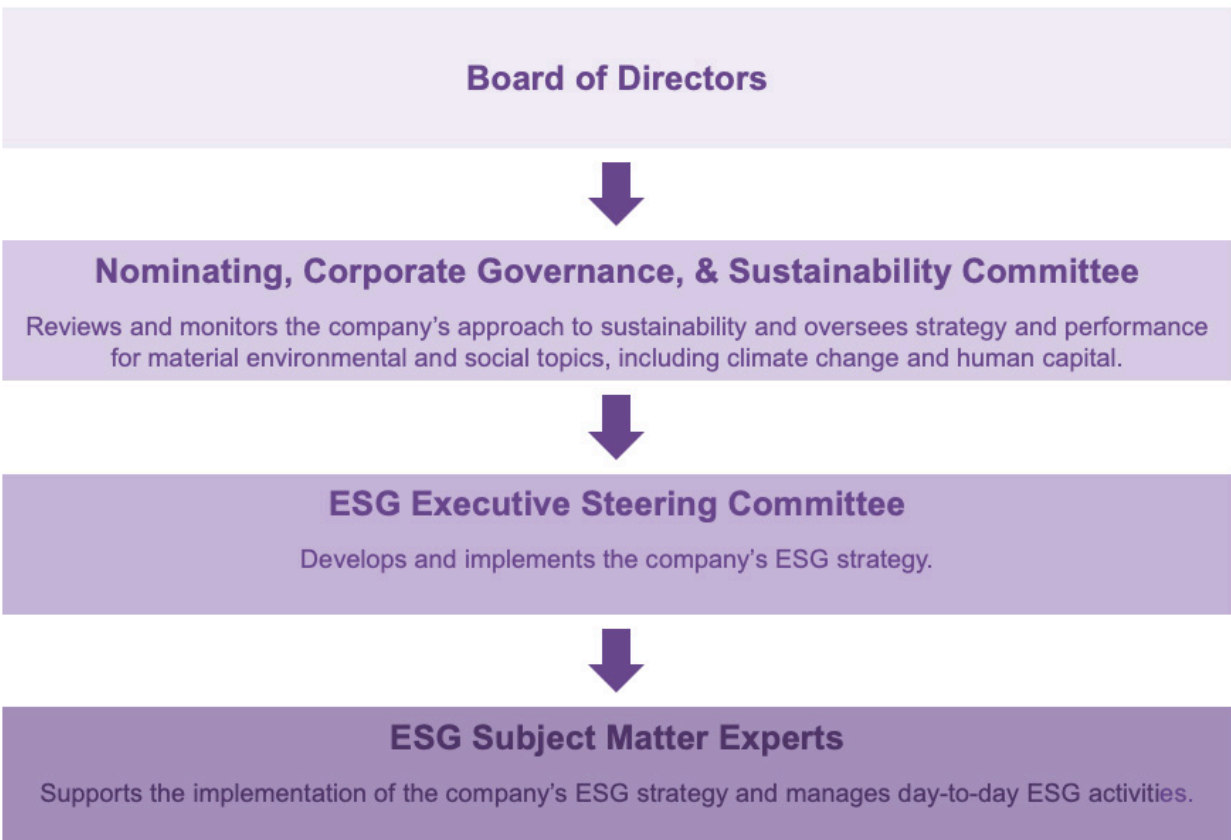 Board of Directors
Nominating, Corporate Governance, & Sustainability Committee
Reviews and monitors the company’s approach to sustainability and oversees strategy and performance
for material environmental and social topics, including climate change and human capital.
ESG Executive Steering Committee
Develops and implements the company’s ESG strategy.
ESG Subject Matter Experts
Supports the implementation of the company’s ESG strategy and manages day-to-day ESG activities.